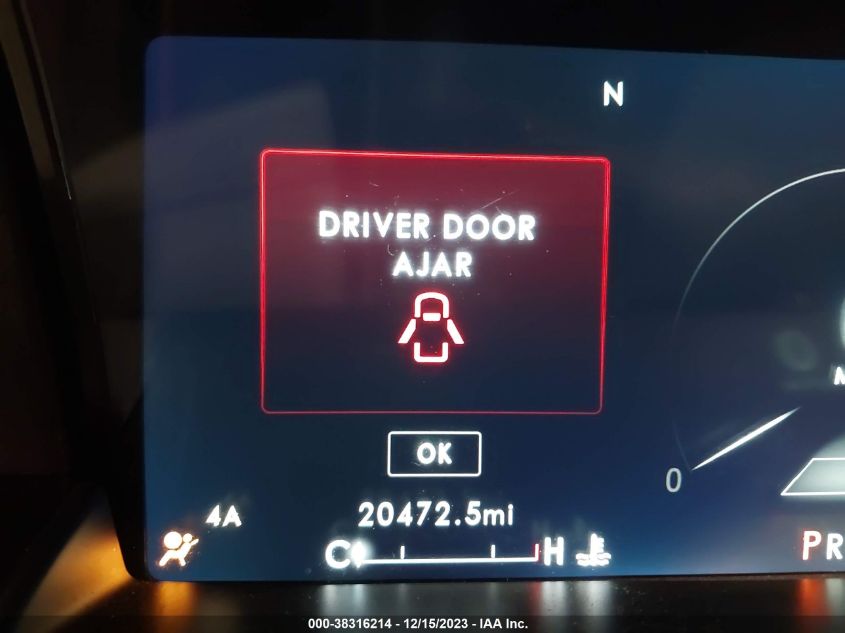 N
DRIVER DOOR
AJAR
OK
0
4A
20472.5mi
C H
PR
000-38316214 - 12/15/2023 - IAA Inc.